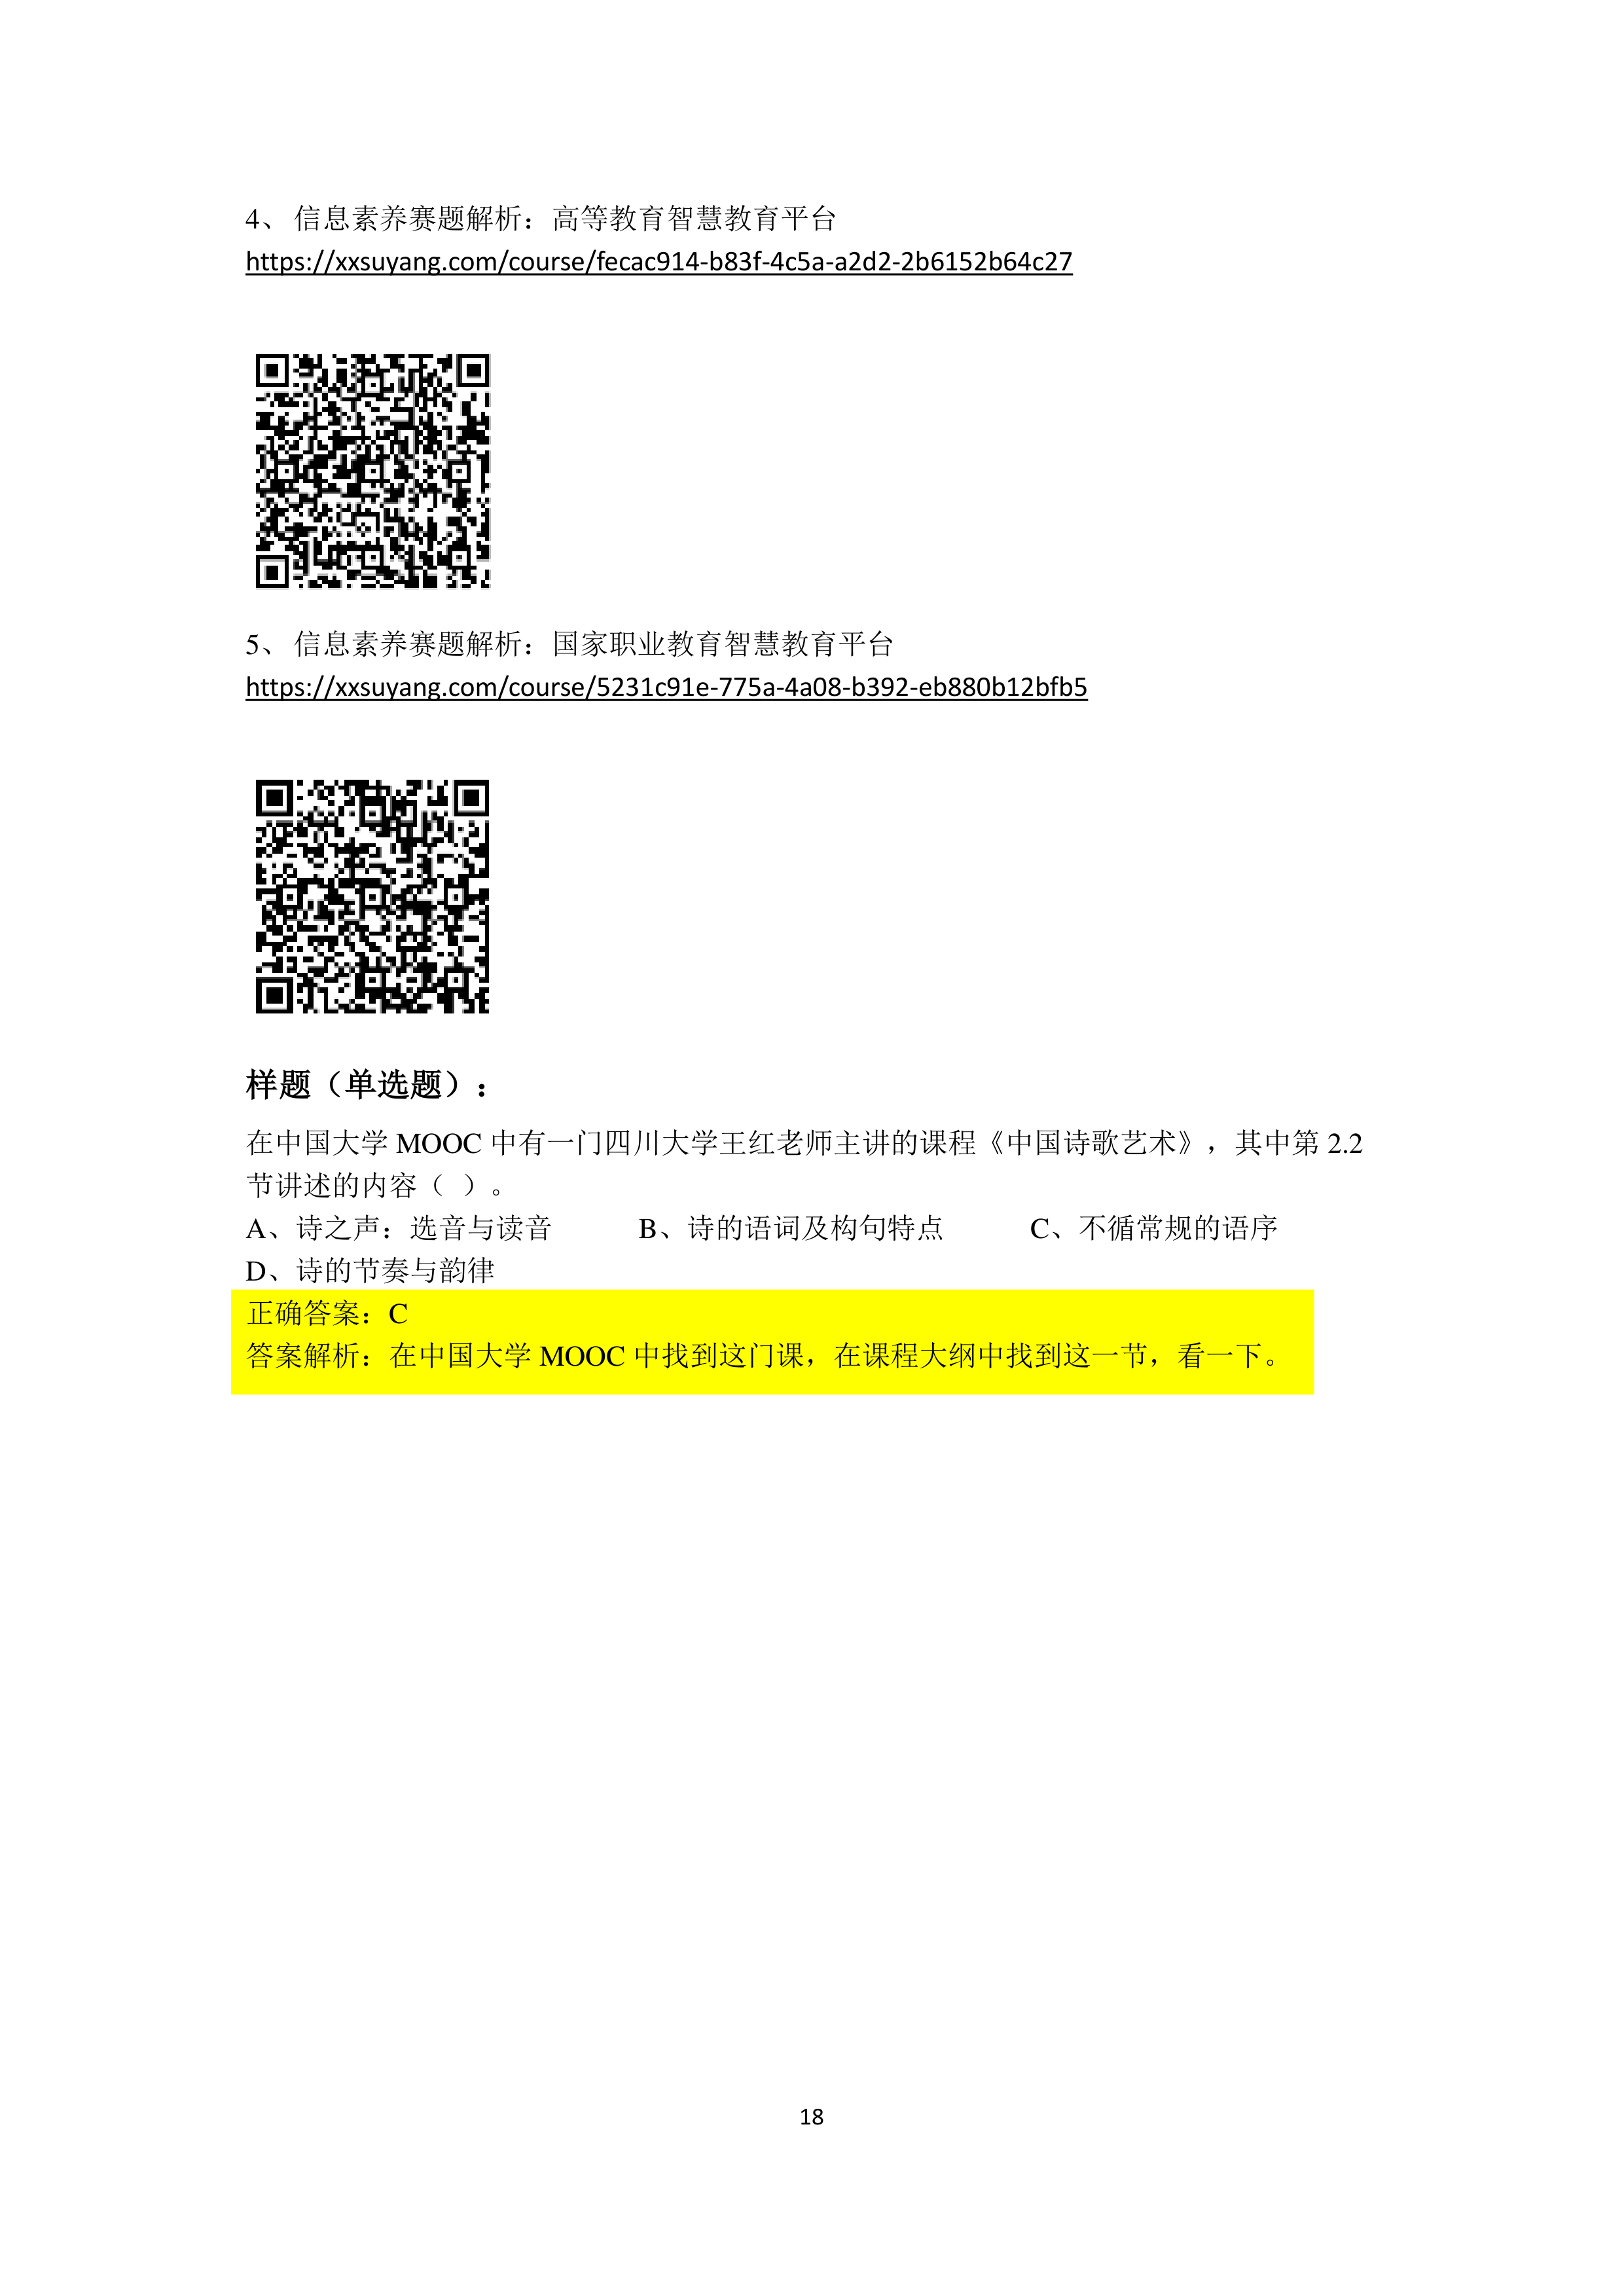 4、 信息素养赛题解析：高等教育智慧教育平台
https://xxsuyang.com/course/fecac914-b83f-4c5a-a2d2-2b6152b64c27
5、 信息素养赛题解析：国家职业教育智慧教育平台
https://xxsuyang.com/course/5231c91e-775a-4a08-b392-eb880b12bfb5
样题（单选题）：
在中国大学 MOOC 中有一门四川大学王红老师主讲的课程《中国诗歌艺术》，其中第 2.2
节讲述的内容（ ）。
A、诗之声：选音与读音 B、诗的语词及构句特点 C、不循常规的语序
D、诗的节奏与韵律
正确答案：C
答案解析：在中国大学 MOOC 中找到这门课，在课程大纲中找到这一节，看一下。
18